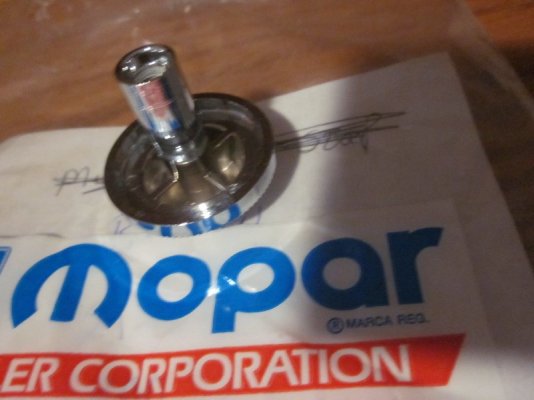 mopar
® MARCA REG.
ER CORPORATION